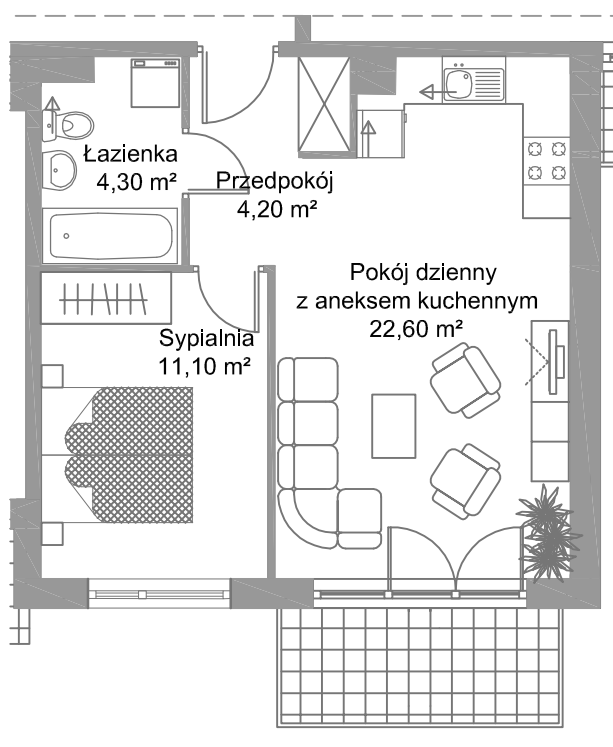 Łazienka
4,30 m²
Przedpokój
4,20 m²
Pokój dzienny
z aneksem kuchennym
22,60 m²
Sypialnia
11,10 m²